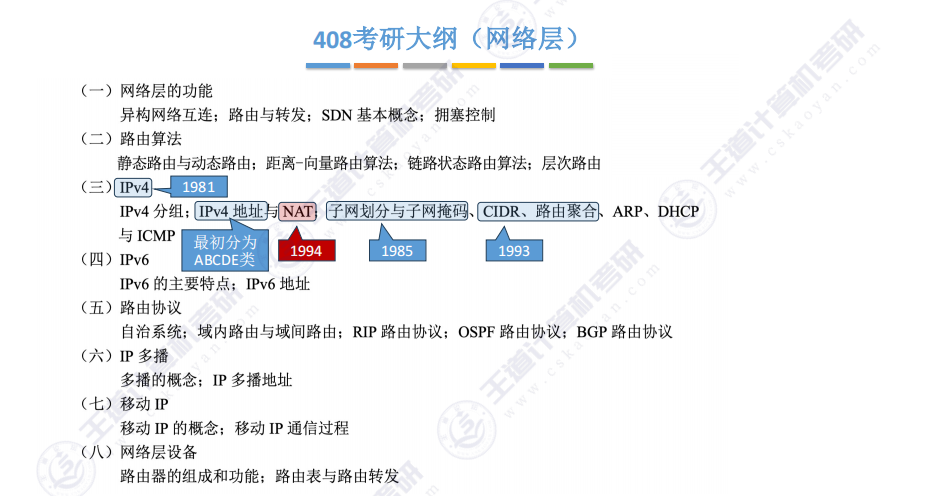 408考研大纲（网络层）
（一）网络层的功能
异构网络互连；路由与转发；SDN 基本概念；拥塞控制
（二）路由算法
静态路由与动态路由；距离-向量路由算法；链路状态路由算法；层次路由
（三）IPv4
1981
IPv4 分组；IPv4 地址与 NAT；子网划分与子网掩码、CIDR、路由聚合、ARP、DHCP
与 ICMP
最初分为
ABCDE类
1994
1985
1993
（四）IPv6
IPv6 的主要特点；IPv6 地址
（五）路由协议
自治系统；域内路由与域间路由；RIP 路由协议；OSPF 路由协议；BGP 路由协议
（六）IP 多播
多播的概念；IP 多播地址
（七）移动 IP
移动 IP 的概念；移动 IP 通信过程
（八）网络层设备
路由器的组成和功能；路由表与路由转发
王道计算机考研
www.cskaoyan.com
王道计算机考研
www.cskaoyan.com
王道计算机考研
www.cskaoyan.com
王道计算机考研
www.cskaoyan.com